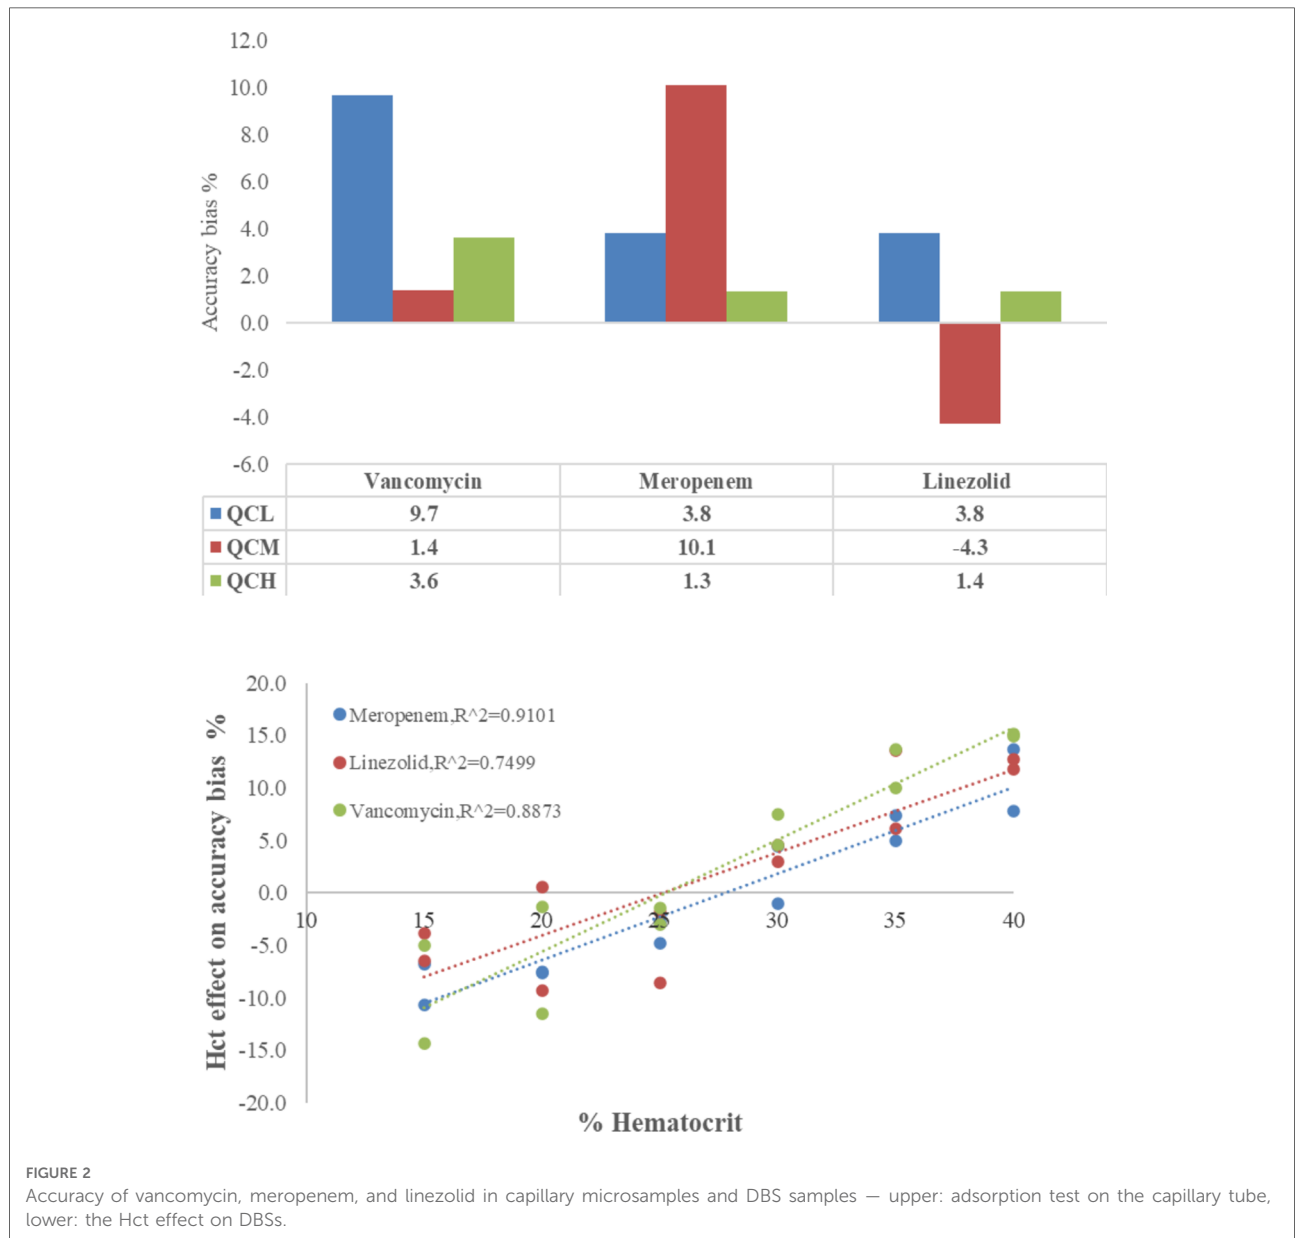 12.0
10.0
8.0
6.0
4.0
2.0
0.0
-2.0
-4.0
-6.0
Accuracy bias %
Vancomycin Meropenem Linezolid
QCL 9.7 3.8 3.8
QCM 1.4 10.1 -4.3
QCH 3.6 1.3 1.4
20.0
15.0
10.0
5.0
0.0
-5.0
-10.0
-15.0
-20.0
Hct effect on accuracy bias %
Meropenem,R^2=0.9101
Linezolid,R^2=0.7499
Vancomycin,R^2=0.8873
10 15 20 25 30 35 40
% Hematocrit
FIGURE 2
Accuracy of vancomycin, meropenem, and linezolid in capillary microsamples and DBS samples — upper: adsorption test on the capillary tube,
lower: the Hct effect on DBSs.